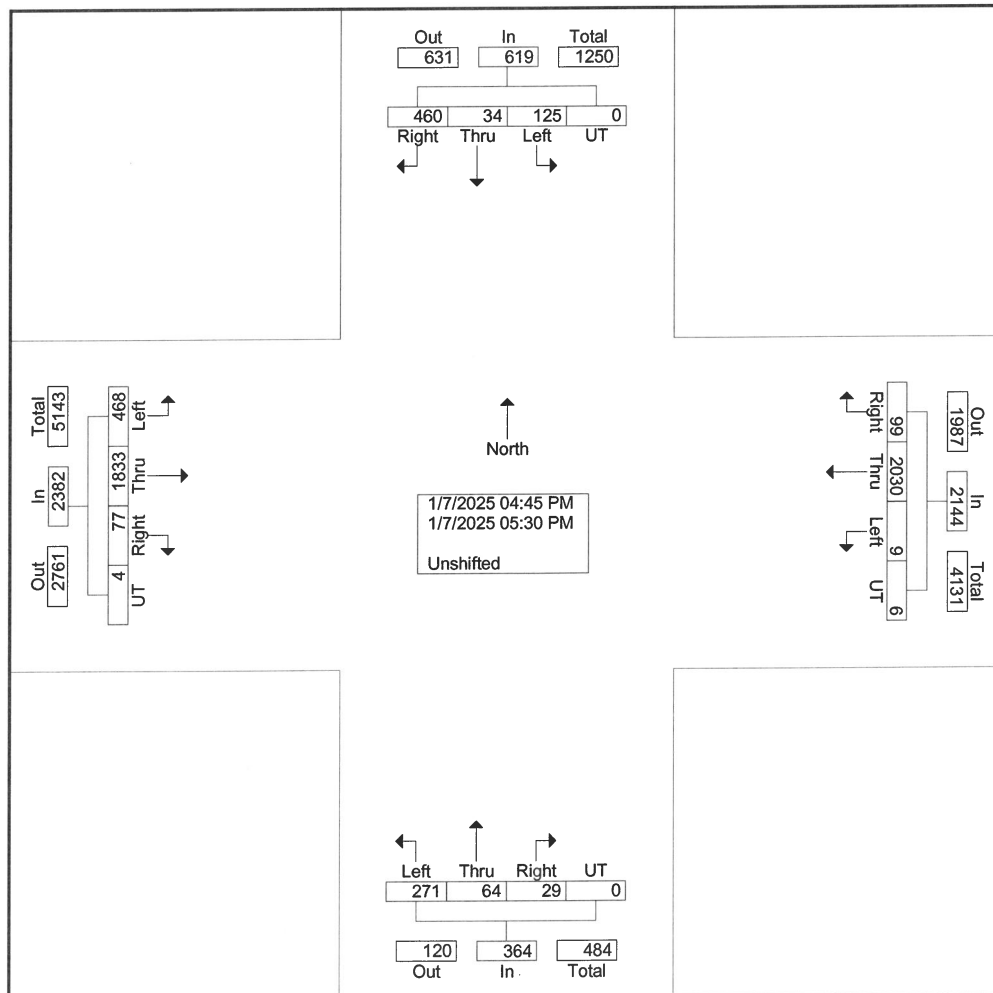 Out In Total
631 619 1250
460 34 125 0
Right Thru Left UT
Total In Out
5143 2382 2761
468 1833 77 4
Left Thru Right UT
North
1/7/2025 04:45 PM
1/7/2025 05:30 PM
Unshifted
Right Thru Left UT
99 2030 9 6
Out In Total
1987 2144 4131
Left Thru Right UT
271 64 29 0
120 364 484
Out In Total